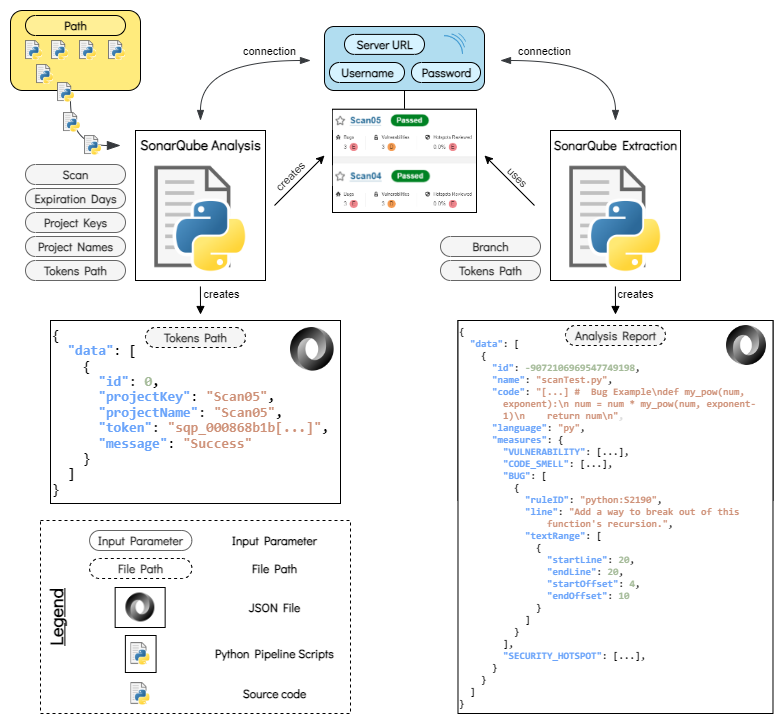 Path
Server URL
Username
Password
connection
connection
Scan05
Passed
Bugs
Vulnerabilities
Hotspots Reviewed
3
E
3
D
0.0%
E
Scan04
Passed
Bugs
Vulnerabilities
Hotspots Reviewed
3
E
3
D
0.0%
E
SonarQube Analysis
Scan
Expiration Days
Project Keys
Project Names
Tokens Path
creates
uses
SonarQube Extraction
Branch
Tokens Path
creates
creates
Tokens Path
{
"data": [
{
"id": 0,
"projectKey": "Scan05",
"projectName": "Scan05",
"token": "sqp_000868b1b[...]",
"message": "Success"
}
]
}
Analysis Report
{
"data": [
{
"id": -9072106969547749198,
"name": "scanTest.py",
"code": "[...] #  Bug Example\ndef my_pow(num,
exponent):\n num = num * my_pow(num, exponent-
1)\n    return num\n",
"language": "py",
"measures": {
"VULNERABILITY": [...],
"CODE_SMELL": [...],
"BUG": [
{
"ruleID": "python:S2190",
"line": "Add a way to break out of this
function's recursion.",
"textRange": [
{
"startLine": 20,
"endLine": 20,
"startOffset": 4,
"endOffset": 10
}
]
}
],
"SECURITY_HOTSPOT": [...],
}
}
]
}
Legend
Input Parameter
Input Parameter
File Path
File Path
JSON File
Python Pipeline Scripts
Source code